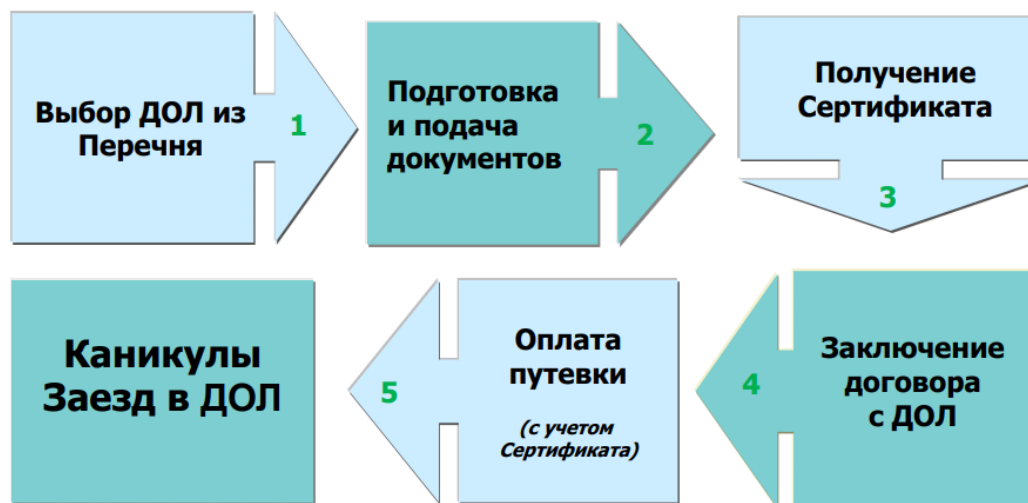 Выбор ДОЛ из
Перечня
1
Подготовка
и подача
документов
2
Получение
Сертификата
3
Заключение
договора
с ДОЛ
4
Оплата
путевки
(с учетом
Сертификата)
5
Каникулы
Заезд в ДОЛ